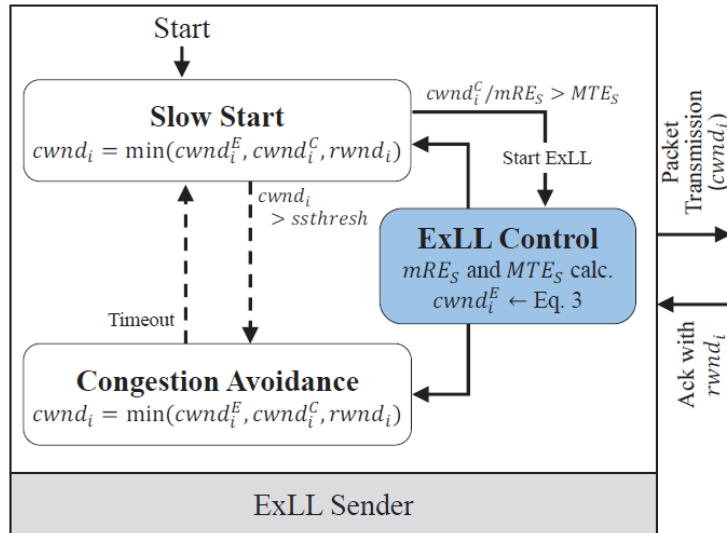 Start
Slow Start
cwnd_i = min(cwnd_i^E, cwnd_i^C, rwnd_i)
cwnd_i^C/mRE_S > MTE_S
Start ExLL
cwnd_i
> ssthresh
ExLL Control
mRE_S and MTE_S calc.
cwnd_i^E ← Eq. 3
Timeout
Congestion Avoidance
cwnd_i = min(cwnd_i^E, cwnd_i^C, rwnd_i)
Packet
Transmission
(cwnd_i)
Ack with
rwnd_i
ExLL Sender